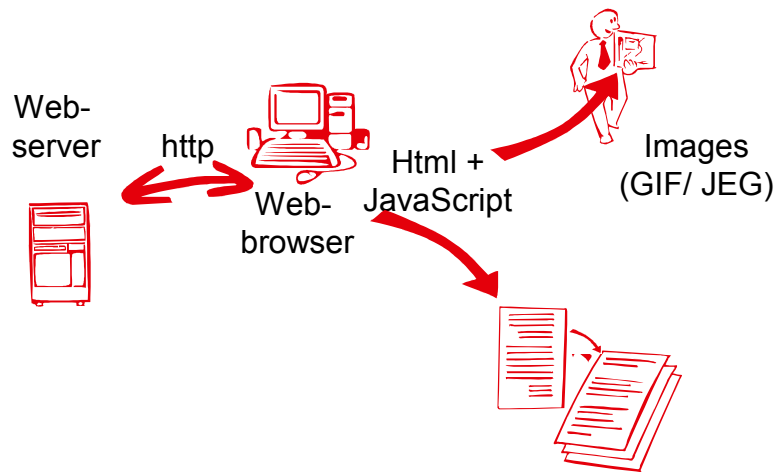 Web-
server
http
Web-
browser
Html +
JavaScript
Images
(GIF/ JEG)